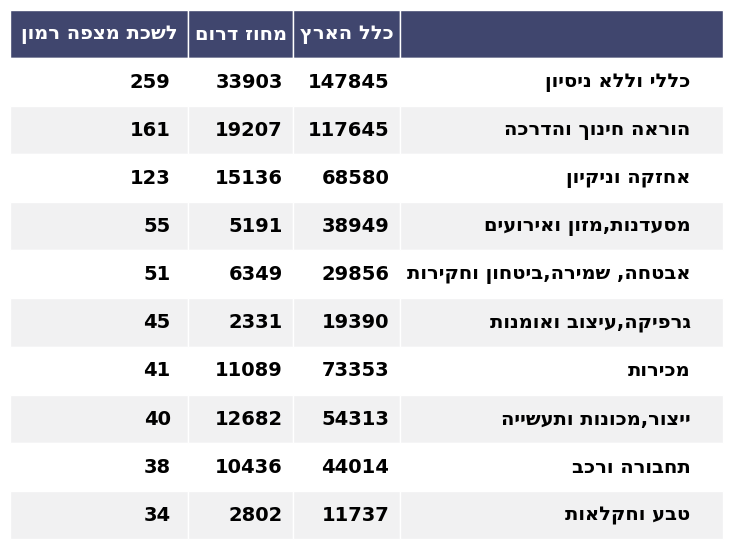 כלל הארץ מחוז דרום לשכת מצפה רמון
כללי וללא ניסיון 147845 33903 259
הוראה חינוך והדרכה 117645 19207 161
אחזקה וניקיון 68580 15136 123
מסעדנות,מזון ואירועים 38949 5191 55
אבטחה, שמירה,ביטחון וחקירות 29856 6349 51
גרפיקה,עיצוב ואומנות 19390 2331 45
מכירות 73353 11089 41
ייצור,מכונות ותעשייה 54313 12682 40
תחבורה ורכב 44014 10436 38
טבע וחקלאות 11737 2802 34